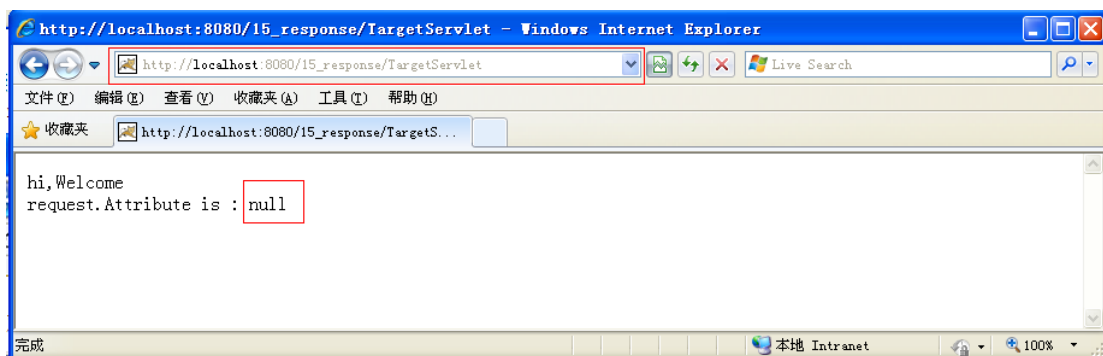 http://localhost:8080/15_response/TargetServlet - Windows Internet Explorer
http://localhost:8080/15_response/TargetServlet Live Search
文件(F) 编辑(E) 查看(V) 收藏夹(A) 工具(T) 帮助(H)
收藏夹 http://localhost:8080/15_response/TargetS...
hi,Welcome
request.Attribute is : null
完成 本地 Intranet 100%